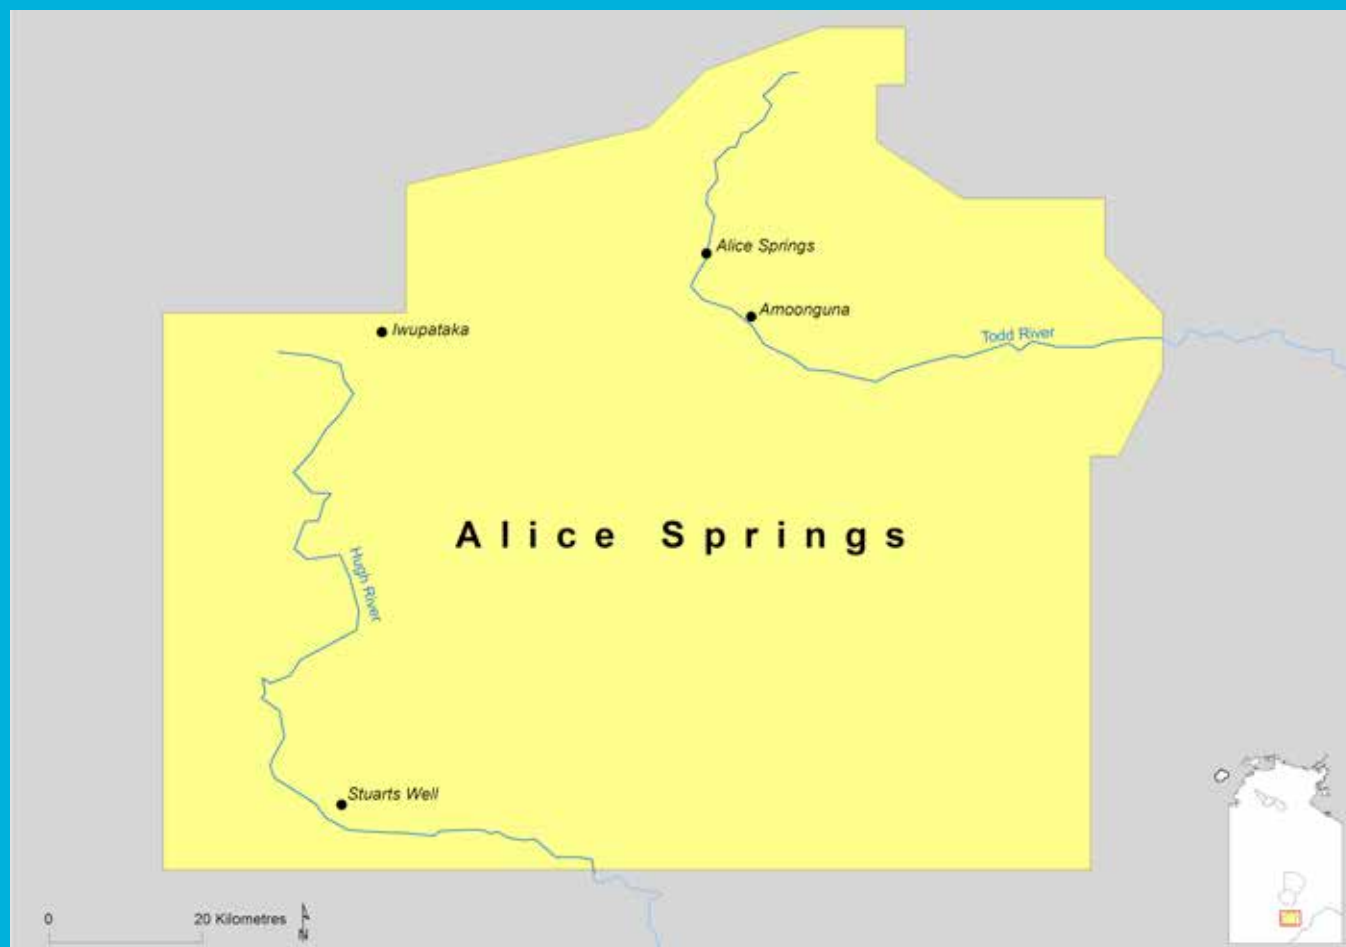 Alice Springs
Amoonguna
Iwupataka
Todd River
Alice Springs
Hugh River
Stuarts Well
0 20 Kilometres N